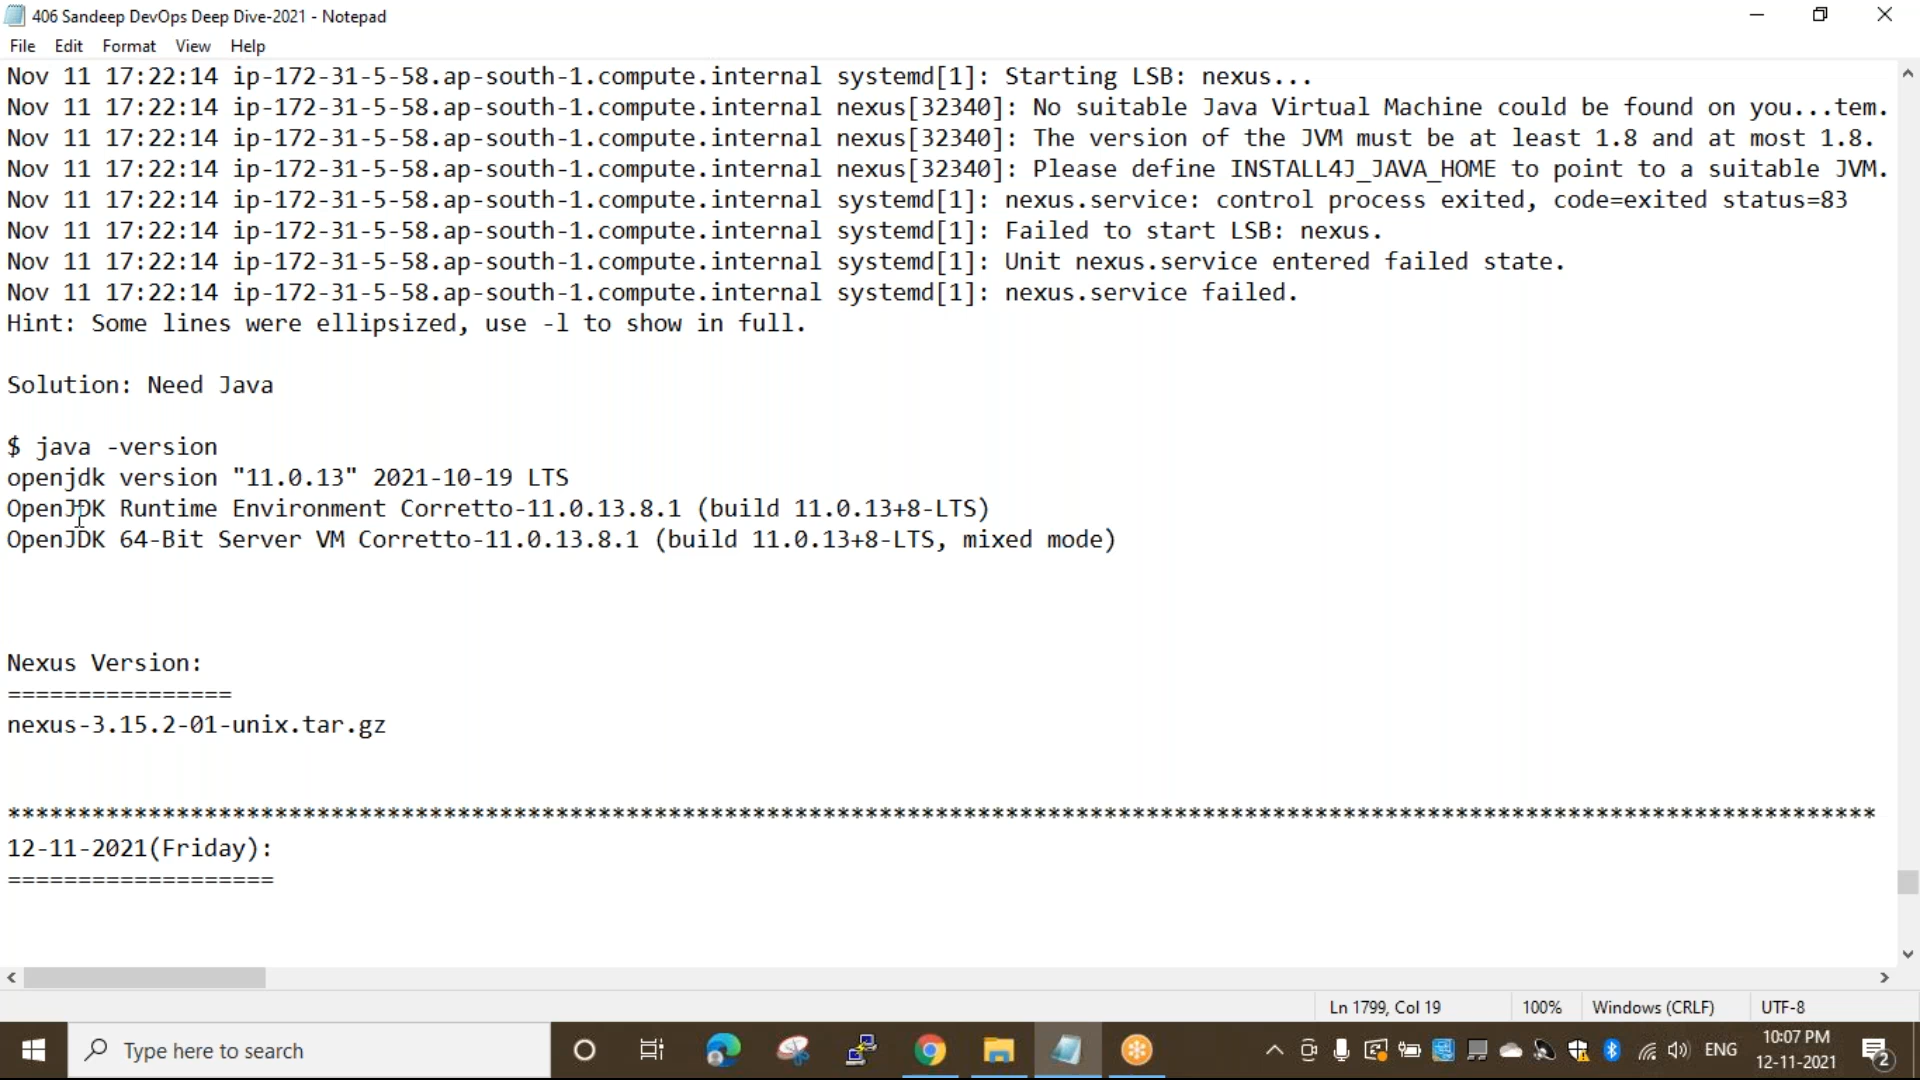 406 Sandeep DevOps Deep Dive-2021 - Notepad
File Edit Format View Help
Nov 11 17:22:14 ip-172-31-5-58.ap-south-1.compute.internal systemd[1]: Starting LSB: nexus...
Nov 11 17:22:14 ip-172-31-5-58.ap-south-1.compute.internal nexus[32340]: No suitable Java Virtual Machine could be found on you...tem.
Nov 11 17:22:14 ip-172-31-5-58.ap-south-1.compute.internal nexus[32340]: The version of the JVM must be at least 1.8 and at most 1.8.
Nov 11 17:22:14 ip-172-31-5-58.ap-south-1.compute.internal nexus[32340]: Please define INSTALL4J_JAVA_HOME to point to a suitable JVM.
Nov 11 17:22:14 ip-172-31-5-58.ap-south-1.compute.internal systemd[1]: nexus.service: control process exited, code=exited status=83
Nov 11 17:22:14 ip-172-31-5-58.ap-south-1.compute.internal systemd[1]: Failed to start LSB: nexus.
Nov 11 17:22:14 ip-172-31-5-58.ap-south-1.compute.internal systemd[1]: Unit nexus.service entered failed state.
Nov 11 17:22:14 ip-172-31-5-58.ap-south-1.compute.internal systemd[1]: nexus.service failed.
Hint: Some lines were ellipsized, use -l to show in full.
Solution: Need Java
$ java -version
openjdk version "11.0.13" 2021-10-19 LTS
OpenJDK Runtime Environment Corretto-11.0.13.8.1 (build 11.0.13+8-LTS)
OpenJDK 64-Bit Server VM Corretto-11.0.13.8.1 (build 11.0.13+8-LTS, mixed mode)
Nexus Version:
================
nexus-3.15.2-01-unix.tar.gz
*************************************************************************************************************************************
12-11-2021(Friday):
===================
Ln 1799, Col 19 100% Windows (CRLF) UTF-8
Type here to search
ENG
10:07 PM
12-11-2021
2